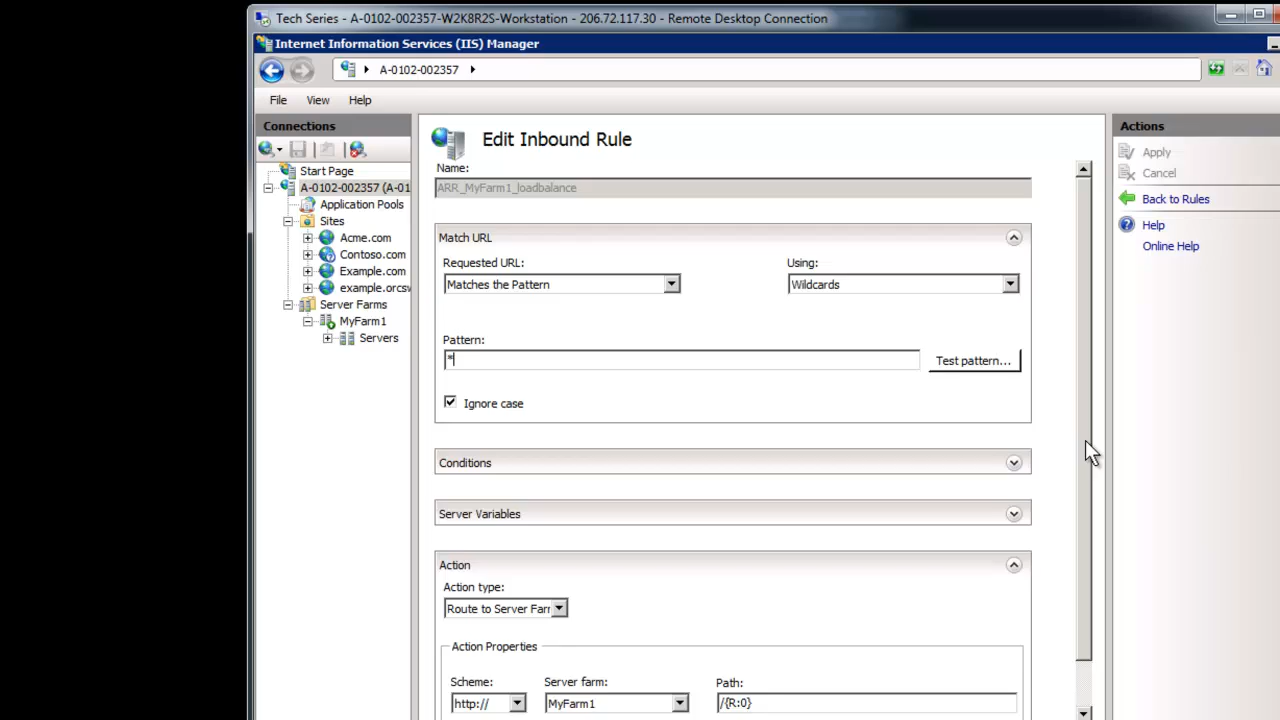 Tech Series - A-0102-002357-W2K8R2S-Workstation - 206.72.117.30 - Remote Desktop Connection
Internet Information Services (IIS) Manager
A-0102-002357
File View Help
Connections
Start Page
A-0102-002357 (A-01
Application Pools
Sites
Acme.com
Contoso.com
Example.com
example.orcsw
Server Farms
MyFarm1
Servers
Edit Inbound Rule
Name:
ARR_MyFarm1_loadbalance
Match URL
Requested URL: Using:
Matches the Pattern Wildcards
Pattern:
* Test pattern...
Ignore case
Conditions
Server Variables
Action
Action type:
Route to Server Farr
Action Properties
Scheme: Server farm: Path:
http:// MyFarm1 /{R:0}
Actions
Apply
Cancel
Back to Rules
Help
Online Help